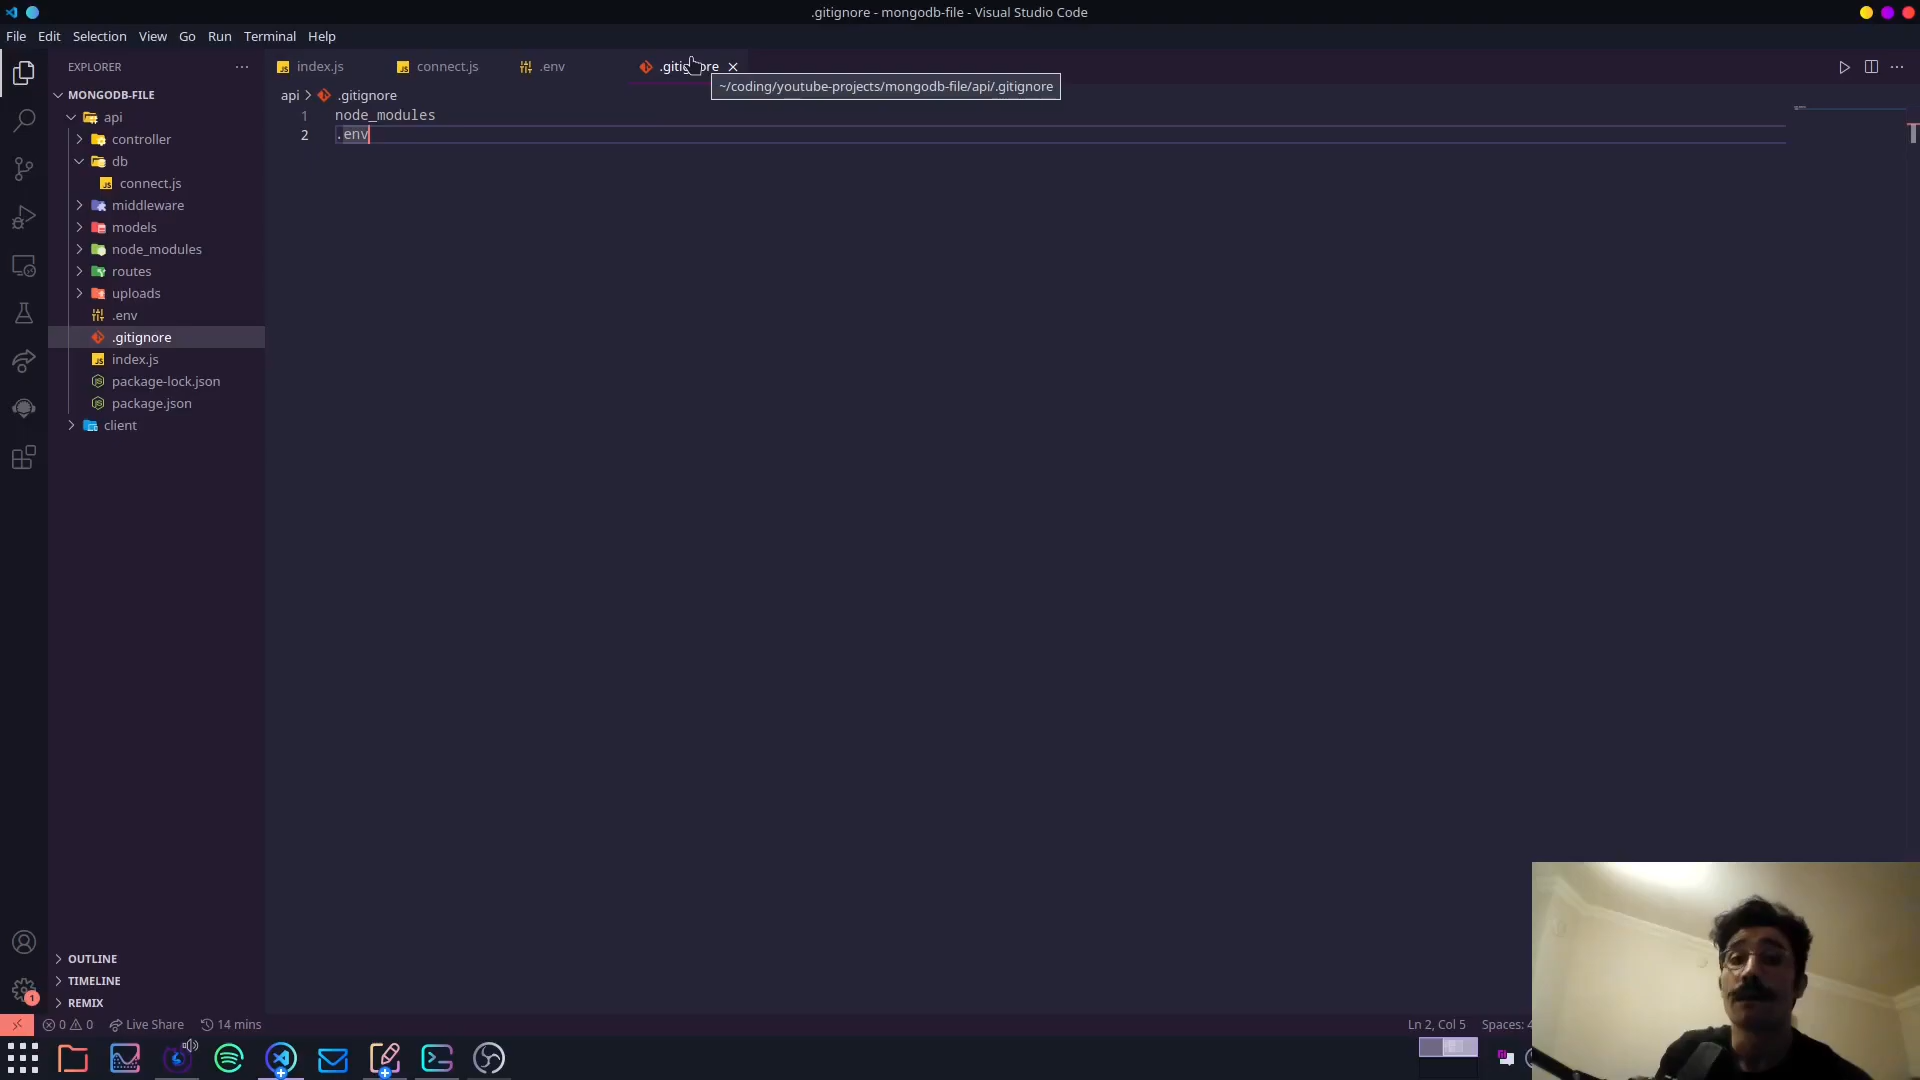 .gitignore - mongodb-file - Visual Studio Code
File Edit Selection View Go Run Terminal Help
EXPLORER
index.js
connect.js
.env
~/coding/youtube-projects/mongodb-file/api/.gitignore
MONGODB-FILE
api > .gitignore
1 node_modules
2 .env
api
controller
db
connect.js
middleware
models
node_modules
routes
uploads
.env
.gitignore
index.js
package-lock.json
package.json
client
OUTLINE
TIMELINE
REMIX
1
0 0 Live Share 14 mins
Ln 2, Col 5 Spaces: